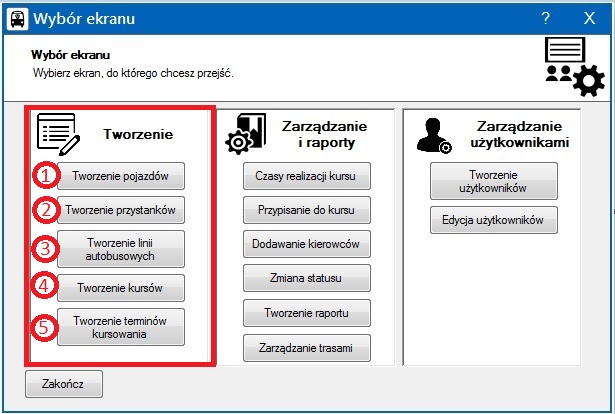 Wybór ekranu
?
X
Wybór ekranu
Wybierz ekran, do którego chcesz przejść.
Tworzenie
1
Tworzenie pojazdów
2
Tworzenie przystanków
3
Tworzenie linii
autobusowych
4
Tworzenie kursów
5
Tworzenie terminów
kursowania
Zarządzanie
i raporty
Czasy realizacji kursu
Przypisanie do kursu
Dodawanie kierowców
Zmiana statusu
Tworzenie raportu
Zarządzanie trasami
Zarządzanie
użytkownikami
Tworzenie
użytkowników
Edycja użytkowników
Zakończ